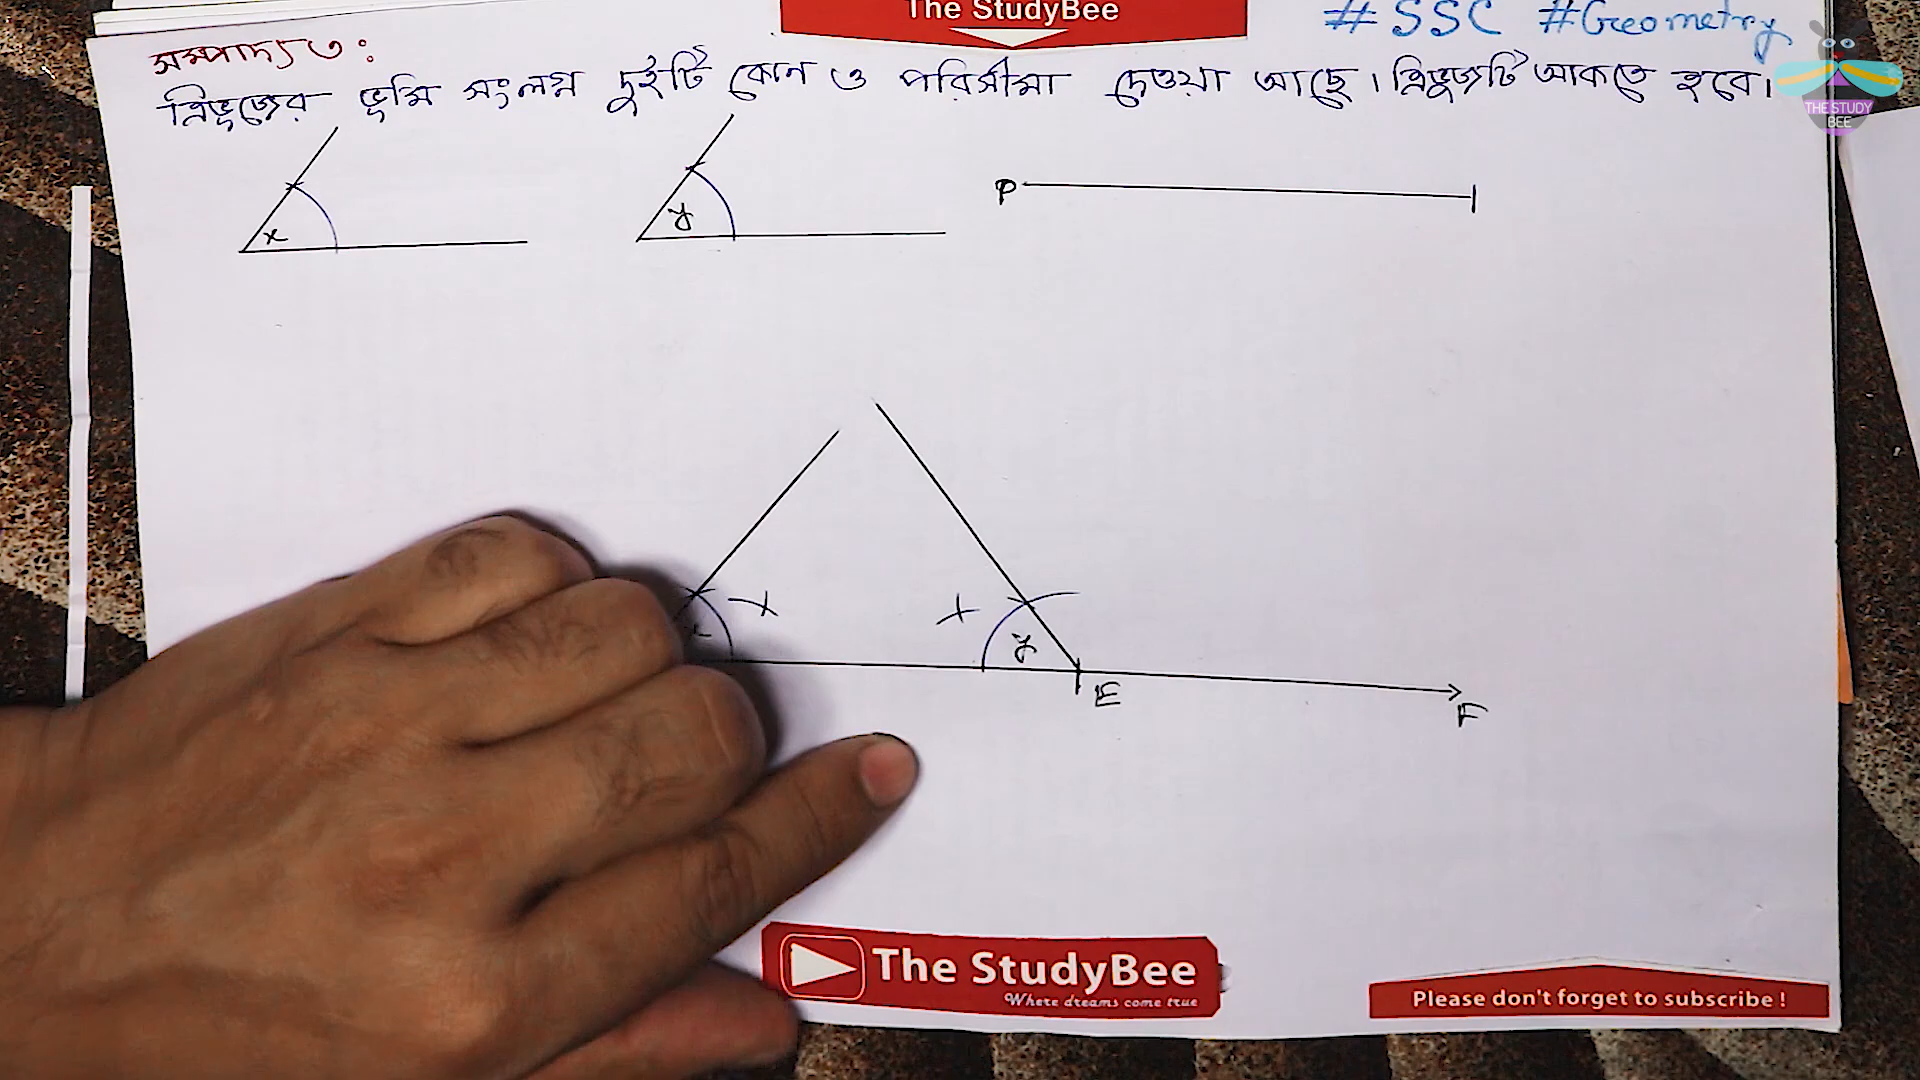 The StudyBee
#SSC #Geometry
সম্পাদ্য ৩:
ত্রিভুজের ভূমি সংলগ্ন দুইটি কোন ও পরিসীমা দেওয়া আছে। ত্রিভুজটি আকতে হবে।
THE STUDY
BEE
x
y
P
x
y
E
F
The StudyBee
Where dreams come true
Please don't forget to subscribe !